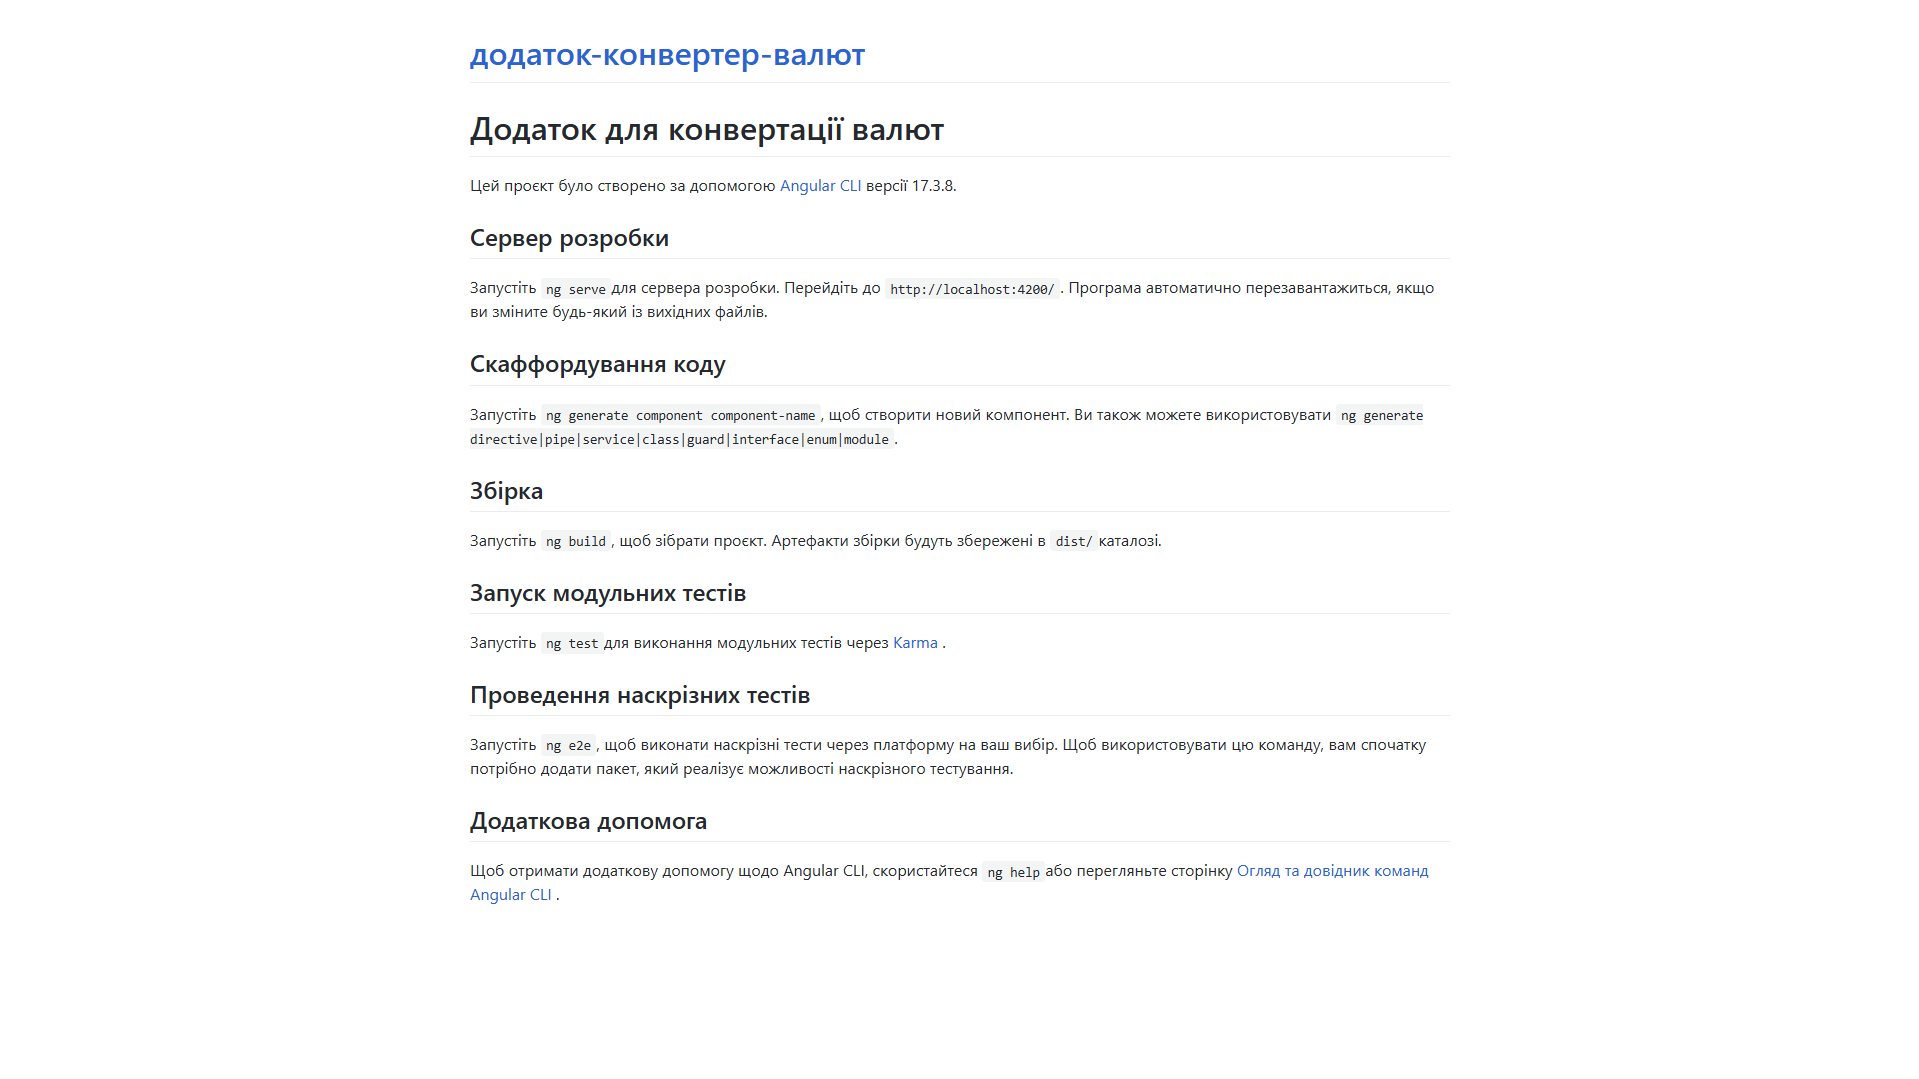 додаток-конвертер-валют
Додаток для конвертації валют
Цей проєкт було створено за допомогою Angular CLI версії 17.3.8.
Сервер розробки
Запустіть ng serve для сервера розробки. Перейдіть до http://localhost:4200/ . Програма автоматично перезавантажиться, якщо
ви зміните будь-який із вихідних файлів.
Скаффордування коду
Запустіть ng generate component component-name , щоб створити новий компонент. Ви також можете використовувати ng generate
directive|pipe|service|class|guard|interface|enum|module .
Збірка
Запустіть ng build , щоб зібрати проєкт. Артефакти збірки будуть збережені в dist/ каталозі.
Запуск модульних тестів
Запустіть ng test для виконання модульних тестів через Karma .
Проведення наскрізних тестів
Запустіть ng e2e , щоб виконати наскрізні тести через платформу на ваш вибір. Щоб використовувати цю команду, вам спочатку
потрібно додати пакет, який реалізує можливості наскрізного тестування.
Додаткова допомога
Щоб отримати додаткову допомогу щодо Angular CLI, скористайтеся ng help або перегляньте сторінку Огляд та довідник команд
Angular CLI .